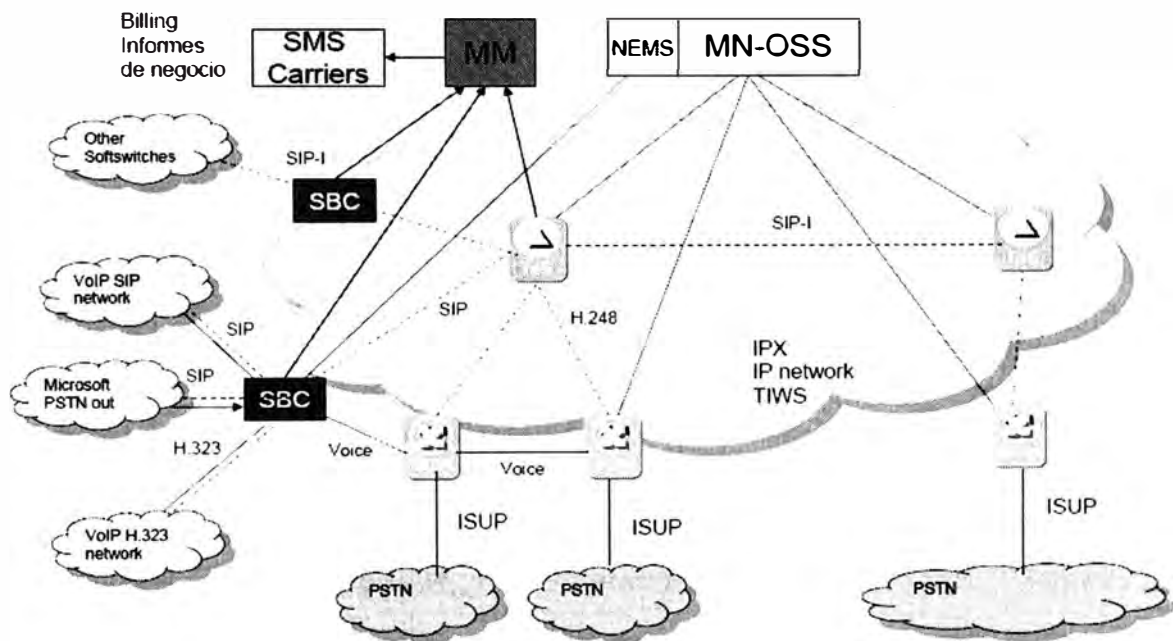 Billing
Informes
de negocio
SMS
Carriers
MM
NEMS
MN-OSS
Other
Softswitches
SIP-I
SBC
SIP-I
VoIP SIP
network
SIP
SIP
H.248
IPX
IP network
TIWS
Microsoft
PSTN out
SIP
SBC
H.323
Voice
Voice
VoIP H.323
network
ISUP
ISUP
ISUP
PSTN
PSTN
PSTN